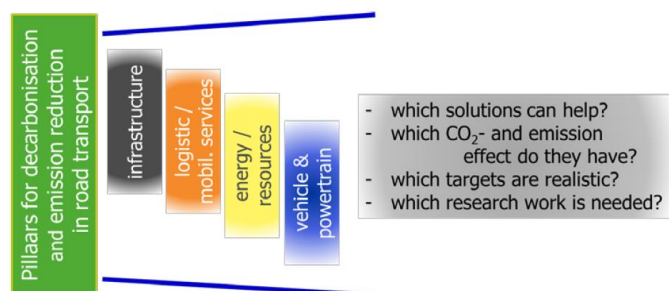 Pillaars for decarbonisation
and emission reduction
in road transport
infrastructure
logistic /
mobil. services
energy /
resources
vehicle &
powertrain
- which solutions can help?
- which CO₂- and emission
effect do they have?
- which targets are realistic?
- which research work is needed?